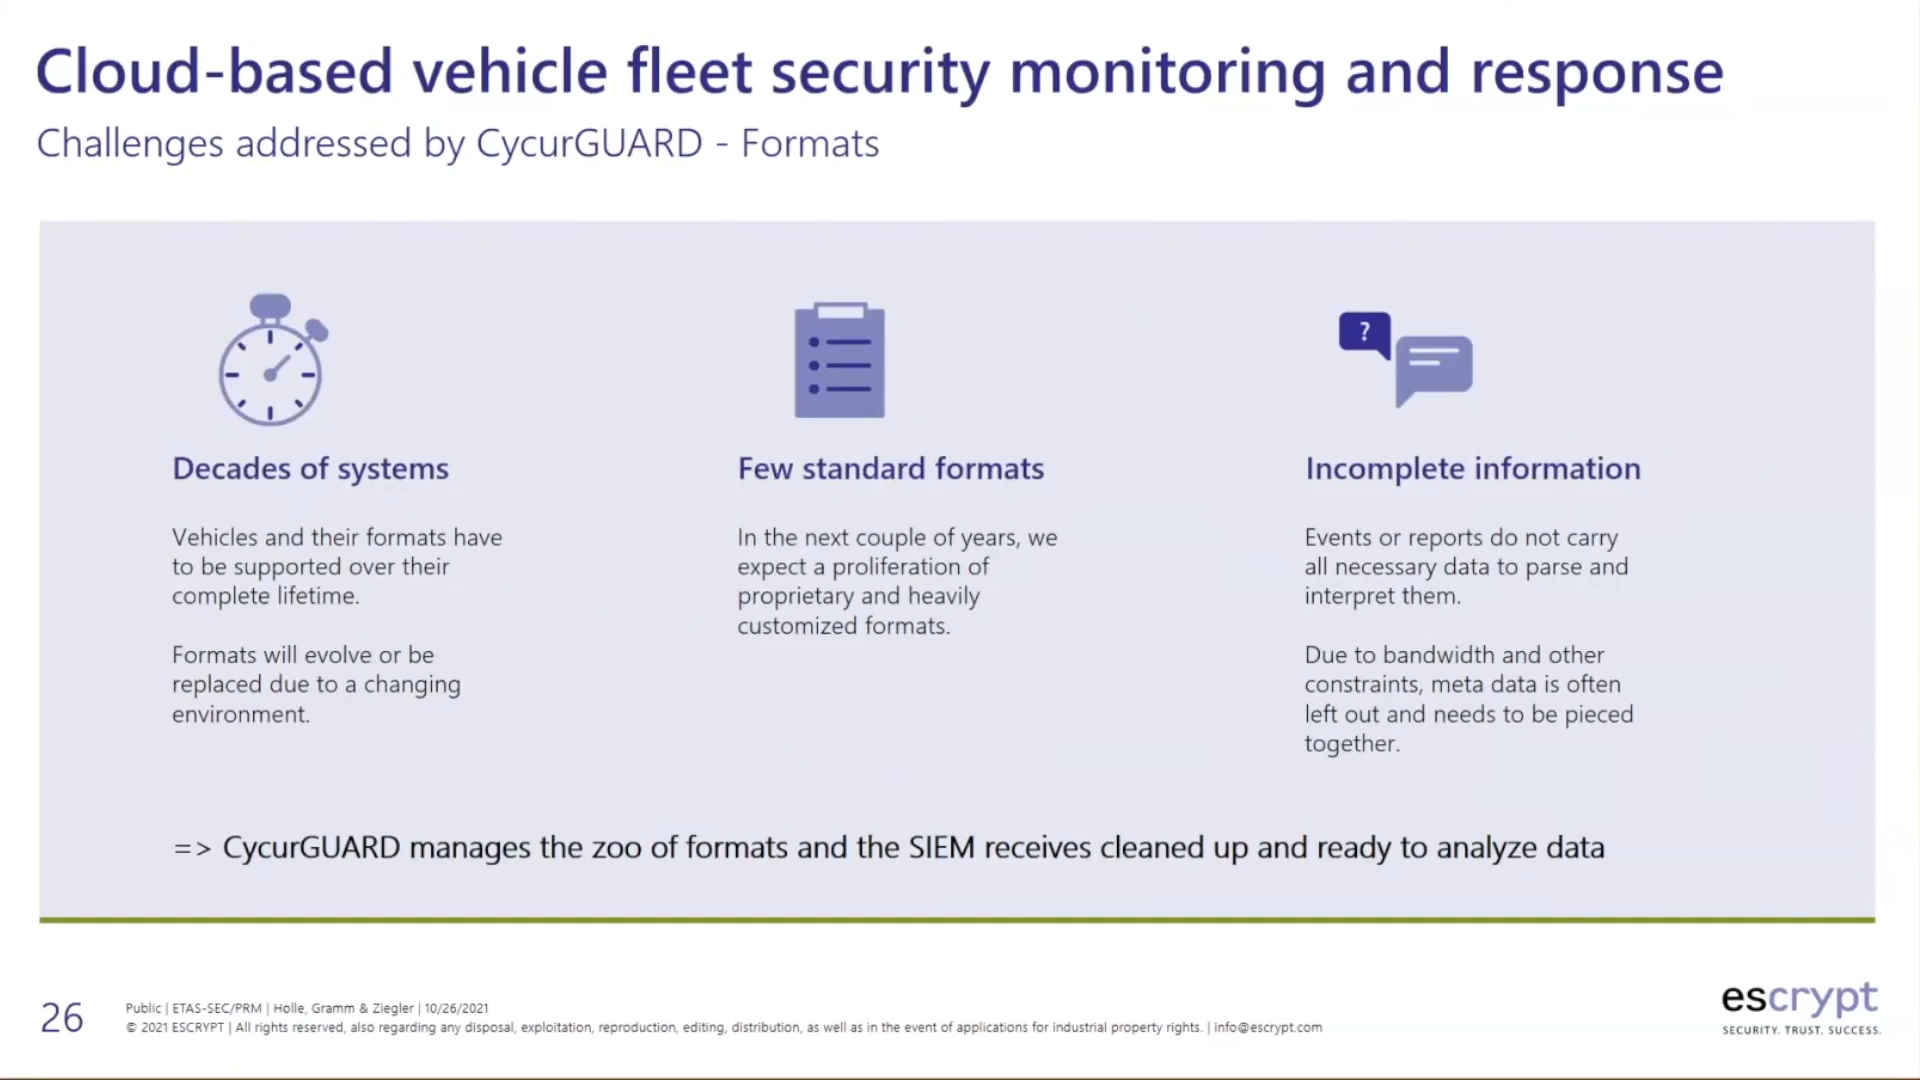 Cloud-based vehicle fleet security monitoring and response
Challenges addressed by CycurGUARD - Formats
?
Decades of systems
Vehicles and their formats have
to be supported over their
complete lifetime.
Formats will evolve or be
replaced due to a changing
environment.
Few standard formats
In the next couple of years, we
expect a proliferation of
proprietary and heavily
customized formats.
Incomplete information
Events or reports do not carry
all necessary data to parse and
interpret them.
Due to bandwidth and other
constraints, meta data is often
left out and needs to be pieced
together.
=> CycurGUARD manages the zoo of formats and the SIEM receives cleaned up and ready to analyze data
26
Public | ETAS-SEC/PRM | Holle, Gramm & Ziegler | 10/26/2021
© 2021 ESCRYPT | All rights reserved, also regarding any disposal, exploitation, reproduction, editing, distribution, as well as in the event of applications for industrial property rights. | info@escrypt.com
escrypt
SECURITY. TRUST. SUCCESS.